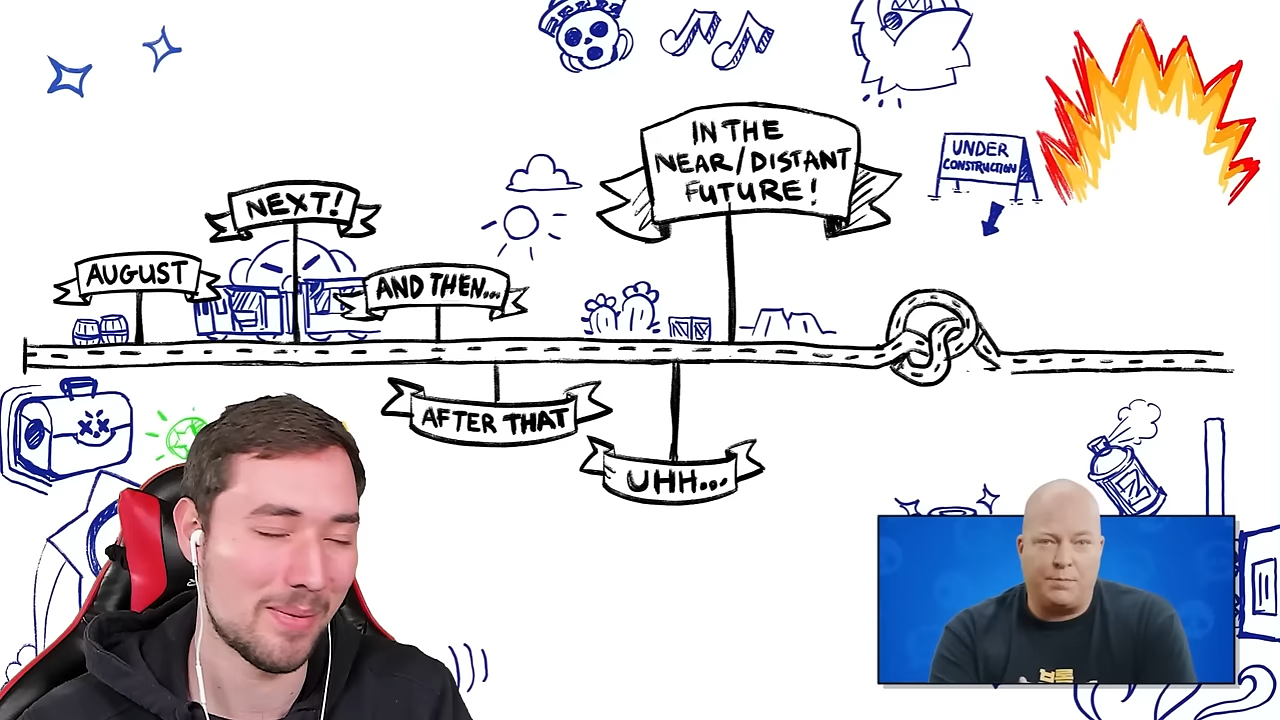 IN THE
NEAR/DISTANT
FUTURE!
UNDER
CONSTRUCTION
NEXT!
AUGUST
AND THEN...
AFTER THAT
UHH...
N